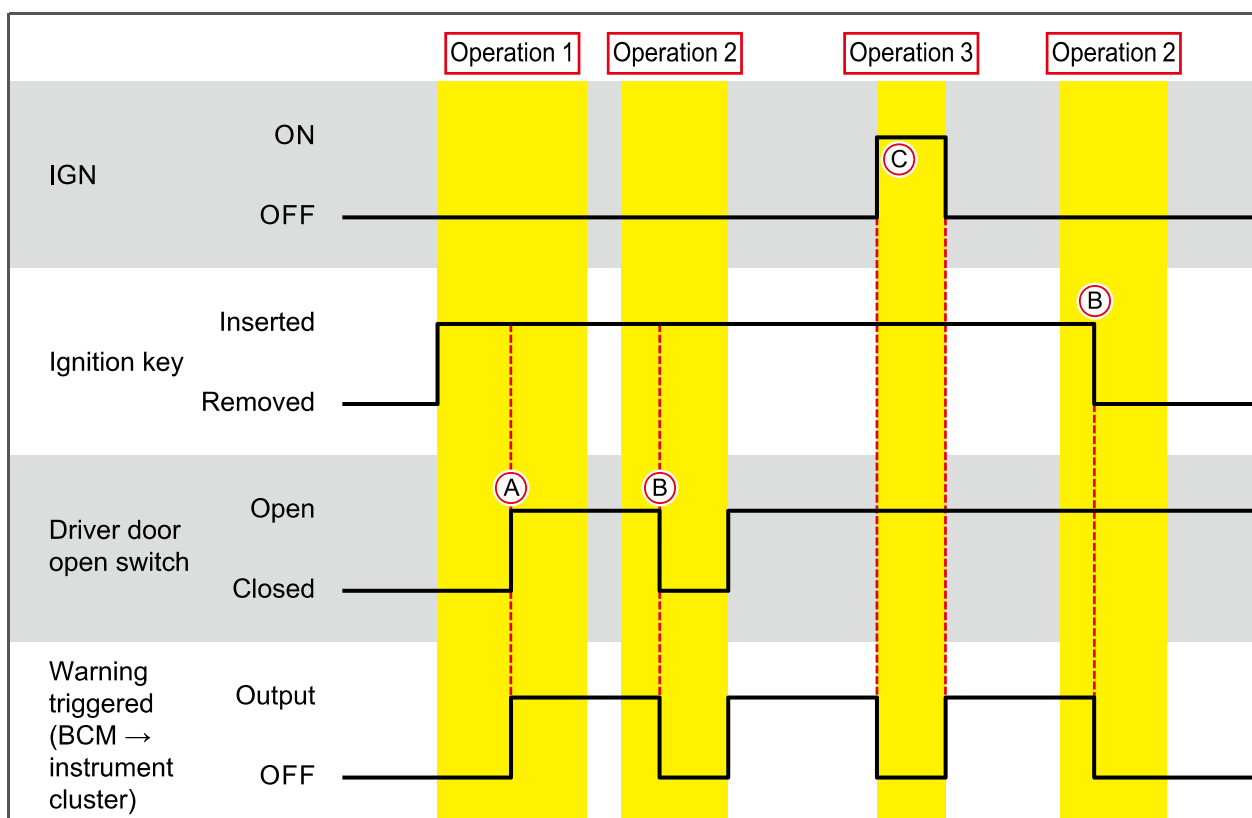 Operation 1
Operation 2
Operation 3
Operation 2
IGN
ON
OFF
C
Ignition key
Inserted
Removed
B
Driver door
open switch
Open
Closed
A
B
Warning
triggered
(BCM →
instrument
cluster)
Output
OFF